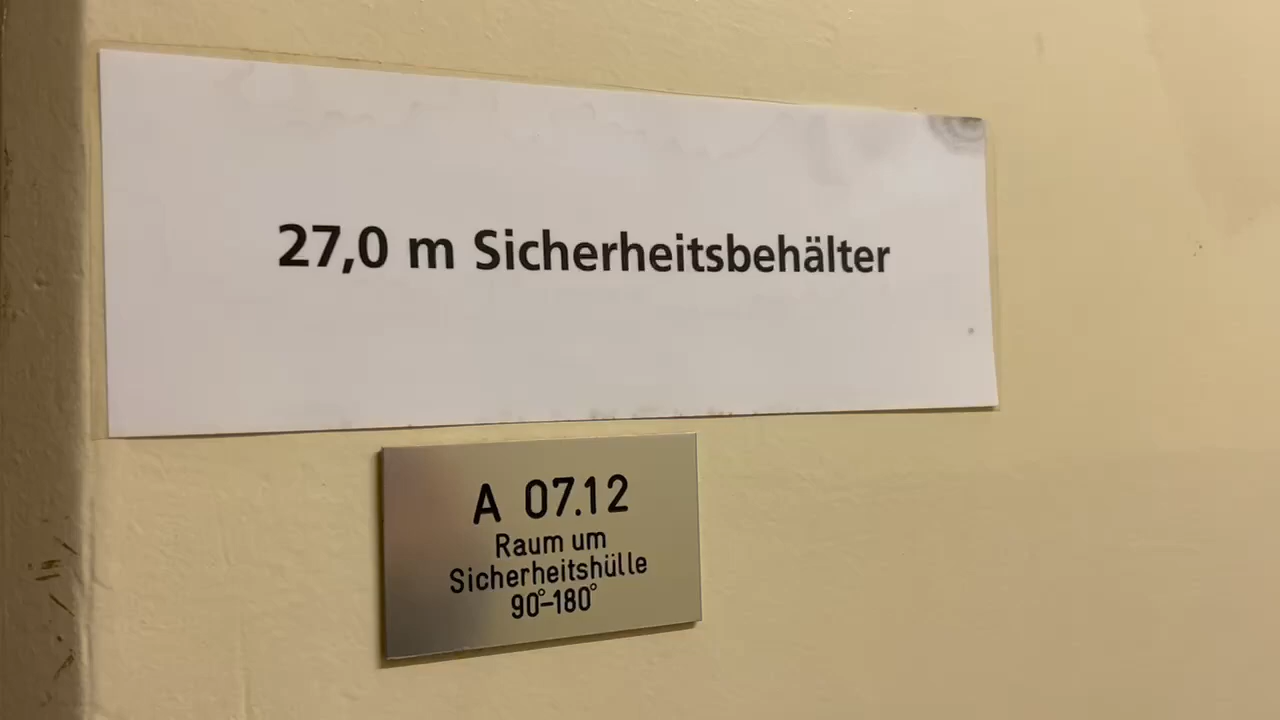 27,0 m Sicherheitsbehälter
A 07.12
Raum um
Sicherheitshülle
90°-180°